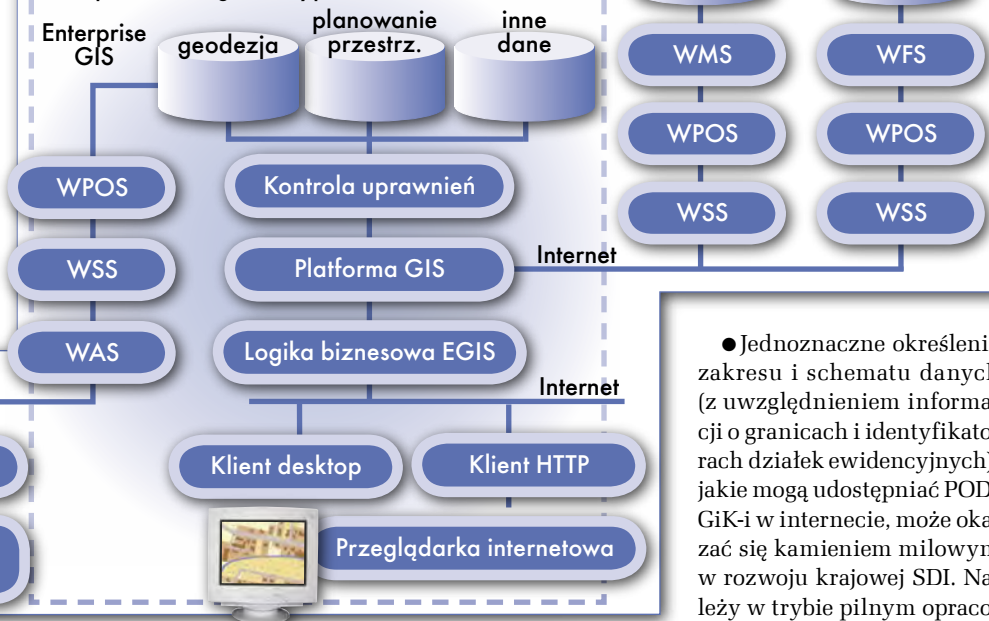 Enterprise
GIS
geodezja
planowanie
przestrz.
inne
dane
WMS
WFS
WPOS
WPOS
WPOS
Kontrola uprawnień
WSS
WSS
WSS
Platforma GIS
Internet
WAS
Logika biznesowa EGIS
Internet
Klient desktop
Klient HTTP
Przeglądarka internetowa
● Jednoznaczne określeni
zakresu i schematu danych
(z uwzględnieniem informa
cji o granicach i identyfikato
rach działek ewidencyjnych)
jakie mogą udostępniać POD
GiK-i w internecie, może oka
zać się kamieniem milowym
w rozwoju krajowej SDI. Na
leży w trybie pilnym opraco